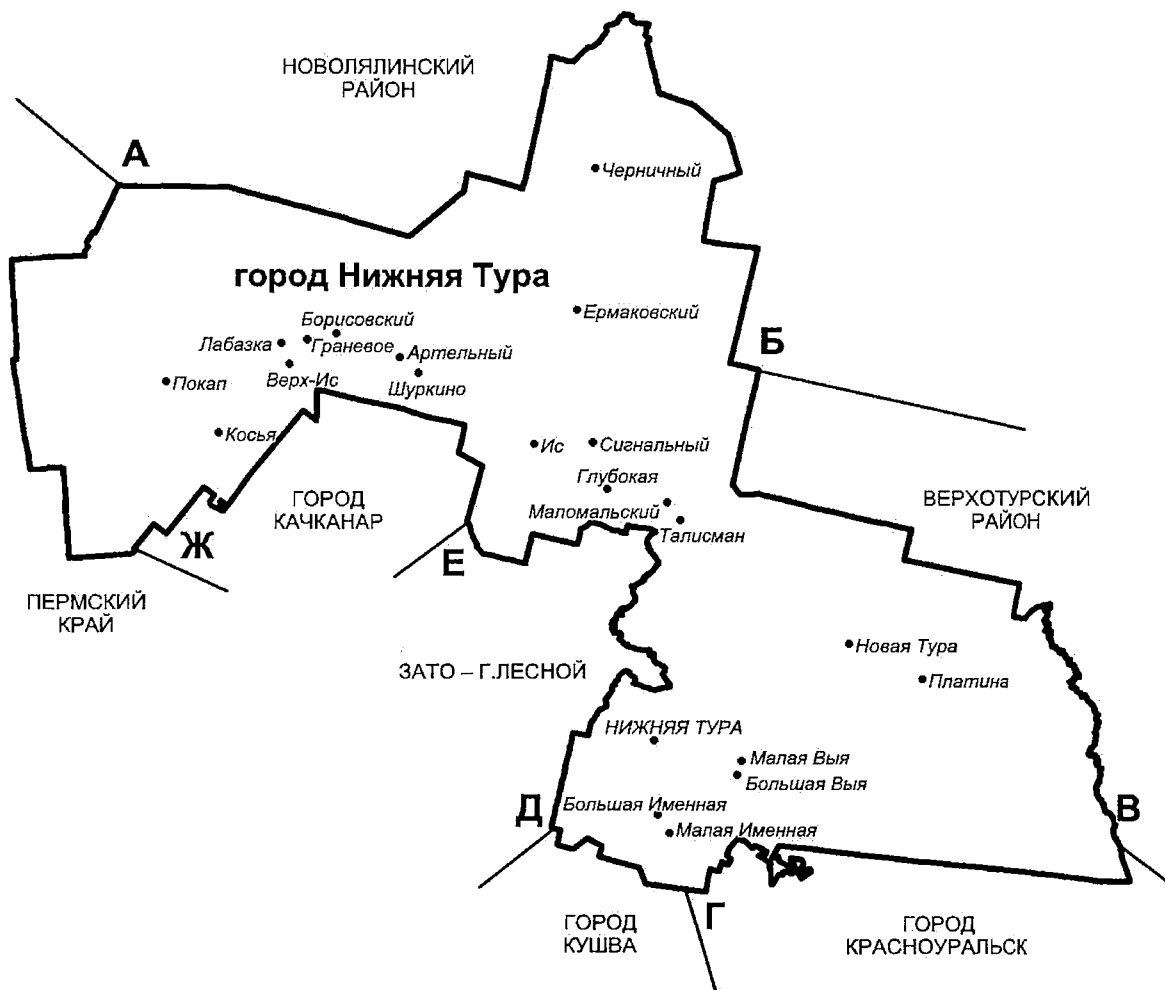 НОВОЛЯЛИНСКИЙ
РАЙОН
А
Черничный
город Нижняя Тура
Ермаковский
Борисовский
Лабазка
Граневое
Артельный
Б
Покап
Верх-Ис
Шуркино
Косья
Ис
Сигнальный
Глубокая
ГОРОД
КАЧКАНАР
Маломальский
Талисман
ВЕРХОТУРСКИЙ
РАЙОН
Ж
Е
ПЕРМСКИЙ
КРАЙ
Новая Тура
ЗАТО – Г.ЛЕСНОЙ
Платина
НИЖНЯЯ ТУРА
Малая Выя
Большая Выя
Д
Большая Именная
Малая Именная
В
Г
ГОРОД
КУШВА
ГОРОД
КРАСНОУРАЛЬСК